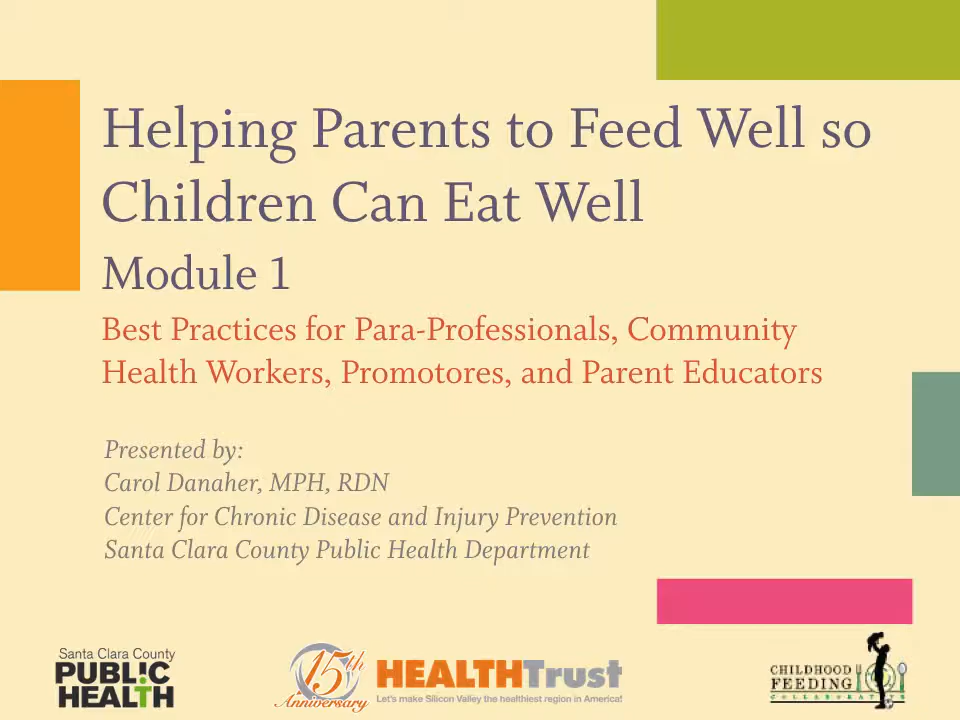 Helping Parents to Feed Well so
Children Can Eat Well
Module 1
Best Practices for Para-Professionals, Community
Health Workers, Promotores, and Parent Educators
Presented by:
Carol Danaher, MPH, RDN
Center for Chronic Disease and Injury Prevention
Santa Clara County Public Health Department
Santa Clara County
PUBLIC
HEALTH
15th
Anniversary
HEALTHTrust
Let's make Silicon Valley the healthiest region in America!
CHILDHOOD
FEEDING
COLLABORATIVE